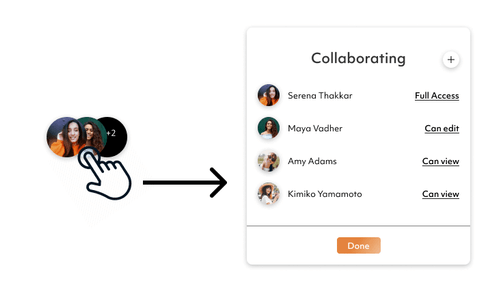 Collaborating
+
+2
Serena Thakkar Full Access
Maya Vadher Can edit
Amy Adams Can view
Kimiko Yamamoto Can view
Done